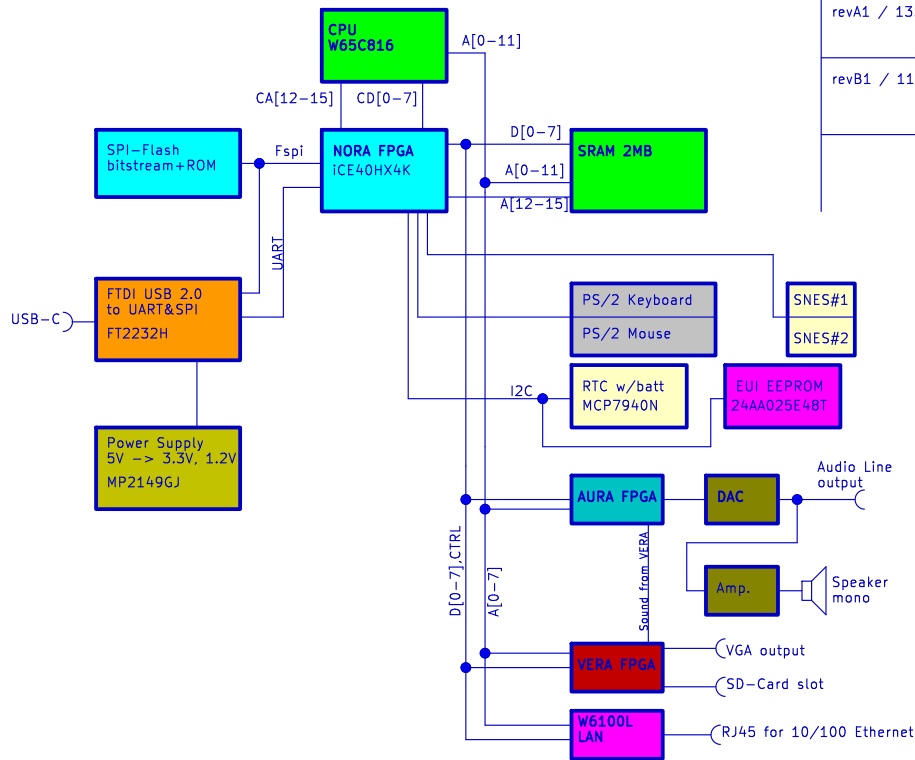 revA1 / 13
revB1 / 11
CPU
W65C816
A[0-11]
CA[12-15]
CD[0-7]
SPI-Flash
bitstream+ROM
Fspi
NORA FPGA
iCE40HX4K
D[0-7]
A[0-11]
A[12-15]
SRAM 2MB
UART
FTDI USB 2.0
to UART&SPI
FT2232H
USB-C
PS/2 Keyboard
PS/2 Mouse
SNES#1
SNES#2
I2C
RTC w/batt
MCP7940N
EUI EEPROM
24AA025E48T
Power Supply
5V -> 3.3V, 1.2V
MP2149GJ
AURA FPGA
DAC
Audio Line
output
D[0-7],CTRL
A[0-7]
Sound from VERA
Amp.
Speaker
mono
VERA FPGA
VGA output
SD-Card slot
W6100L
LAN
RJ45 for 10/100 Ethernet